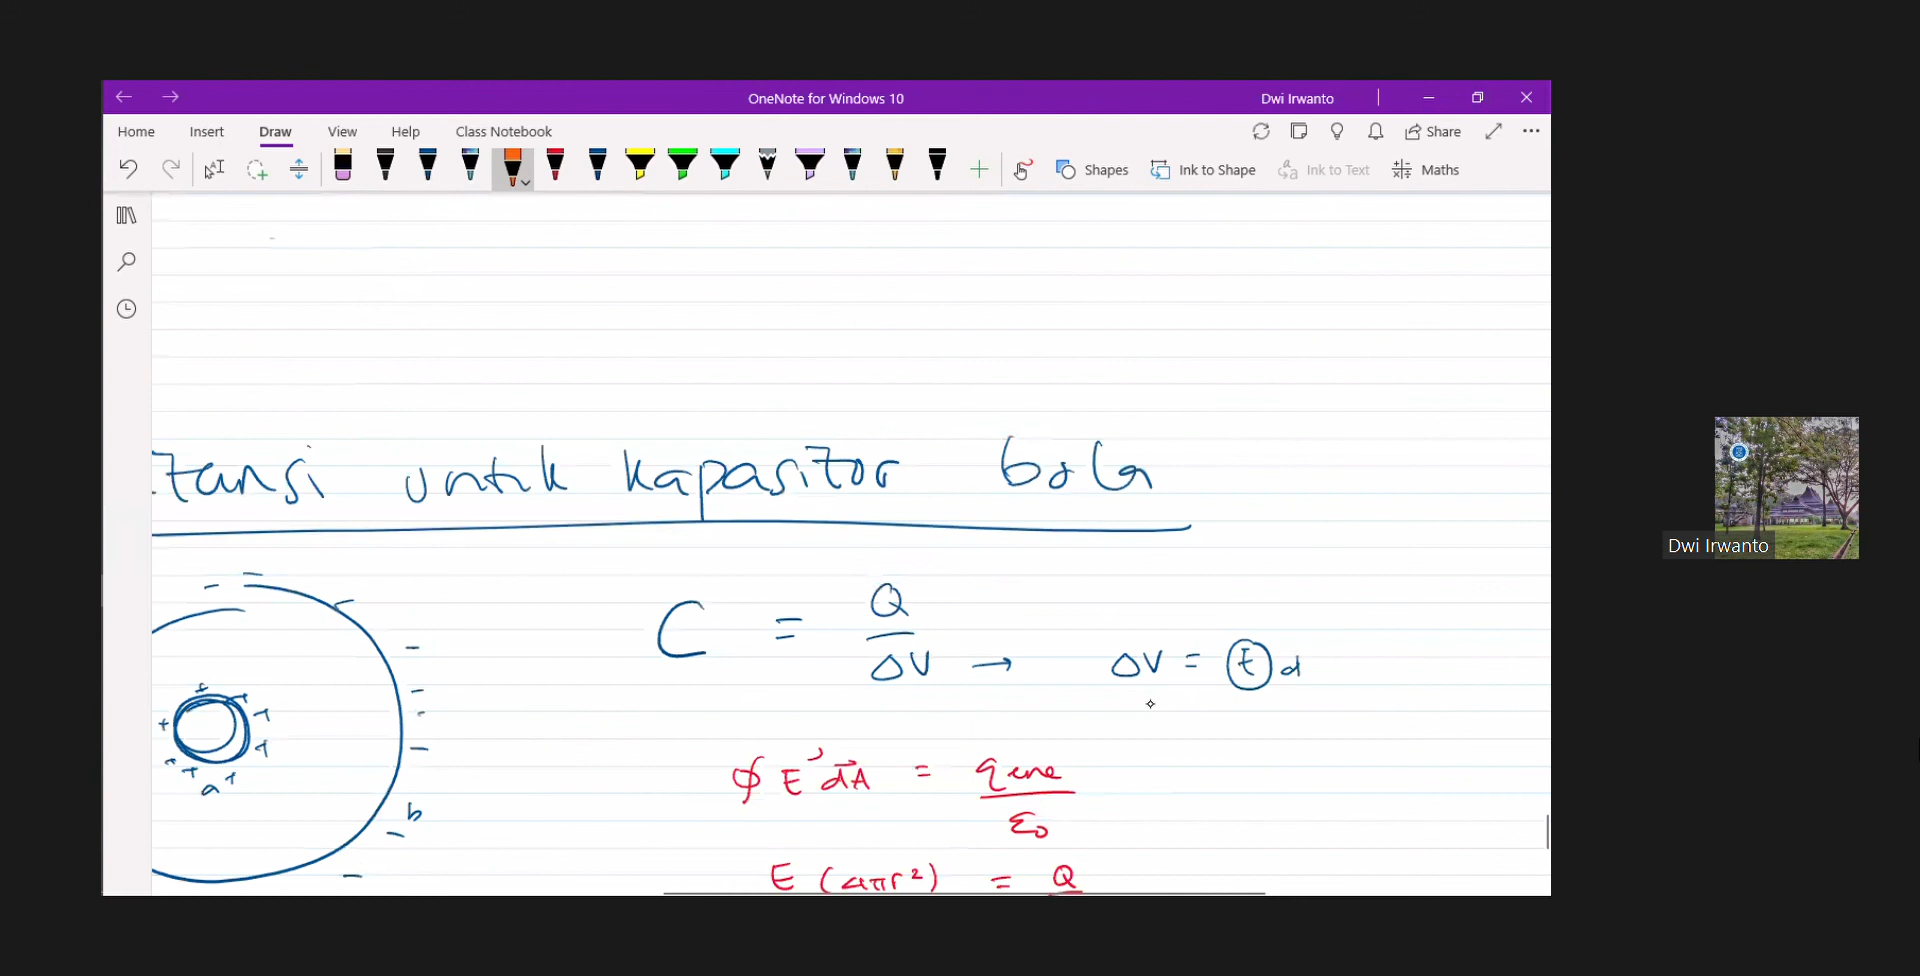 OneNote for Windows 10
Dwi Irwanto
Home Insert Draw View Help Class Notebook
Share
Shapes Ink to Shape Ink to Text Maths
tansi untuk kapasitor bola
C = Q / ΔV → ΔV = E d
∮ E dA = q enc / ε0
E (4πr²) = Q
a
b
Dwi Irwanto